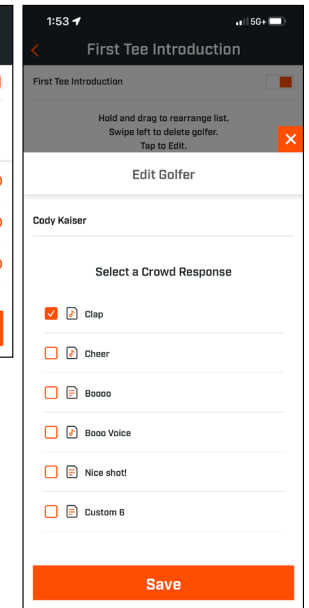 1:53
5G+
First Tee Introduction
First Tee Introduction
Hold and drag to rearrange list.
Swipe left to delete golfer.
Tap to Edit.
Edit Golfer
Cody Kaiser
Select a Crowd Response
Clap
Cheer
Boooo
Booo Voice
Nice shot!
Custom 6
Save